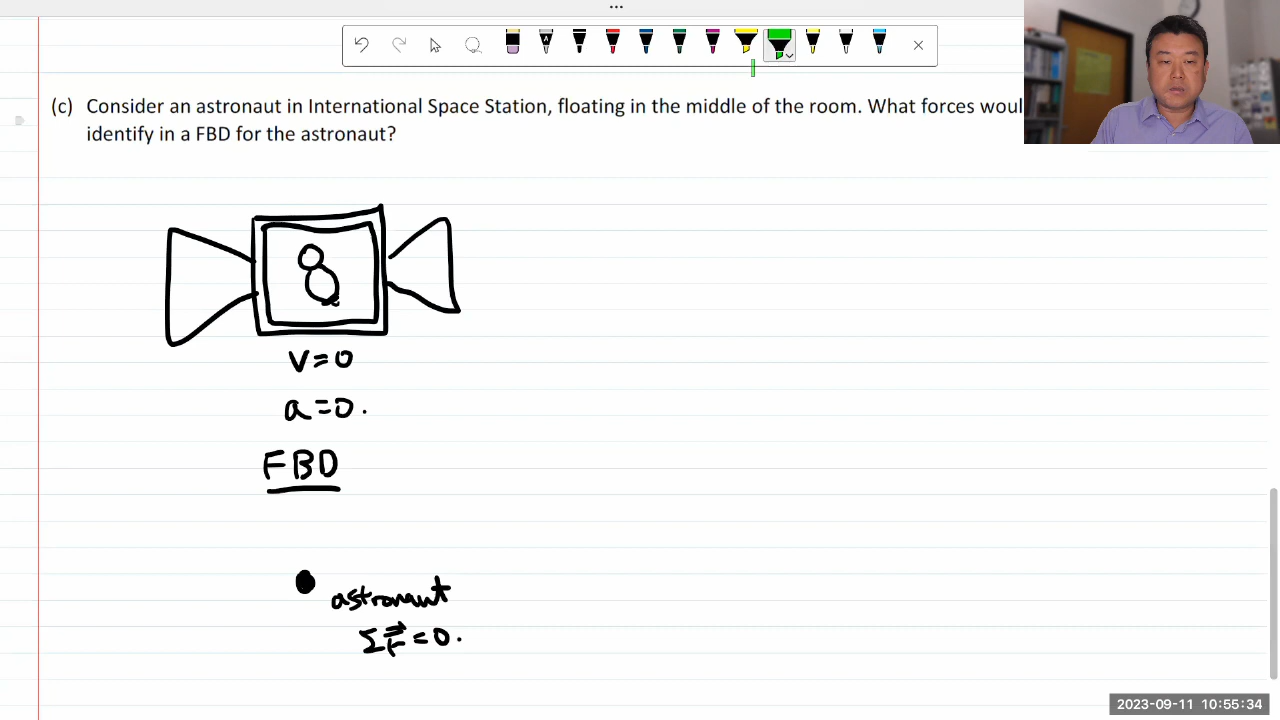 (c) Consider an astronaut in International Space Station, floating in the middle of the room. What forces
identify in a FBD for the astronaut?
v=0
a=0.
FBD
astronaut
ΣF⃗=0.
2023-09-11 10:55:34